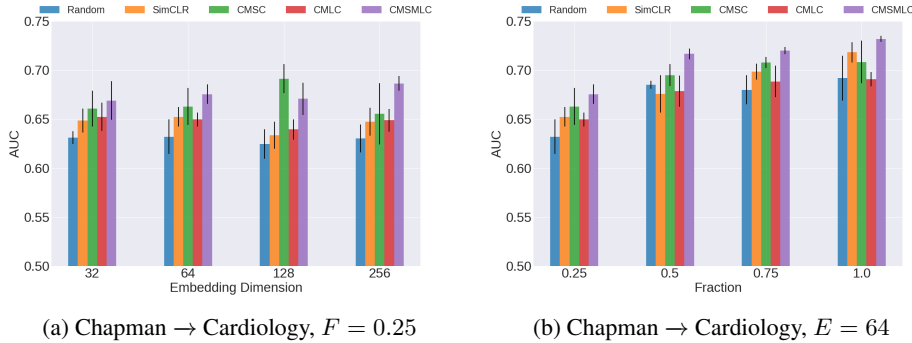 Random SimCLR CMSC CMLC CMSMLC
0.75
0.70
0.65
0.60
0.55
0.50
AUC
32 64 128 256
Embedding Dimension
(a) Chapman → Cardiology, F = 0.25
Random SimCLR CMSC CMLC CMSMLC
0.75
0.70
0.65
0.60
0.55
0.50
AUC
0.25 0.5 0.75 1.0
Fraction
(b) Chapman → Cardiology, E = 64